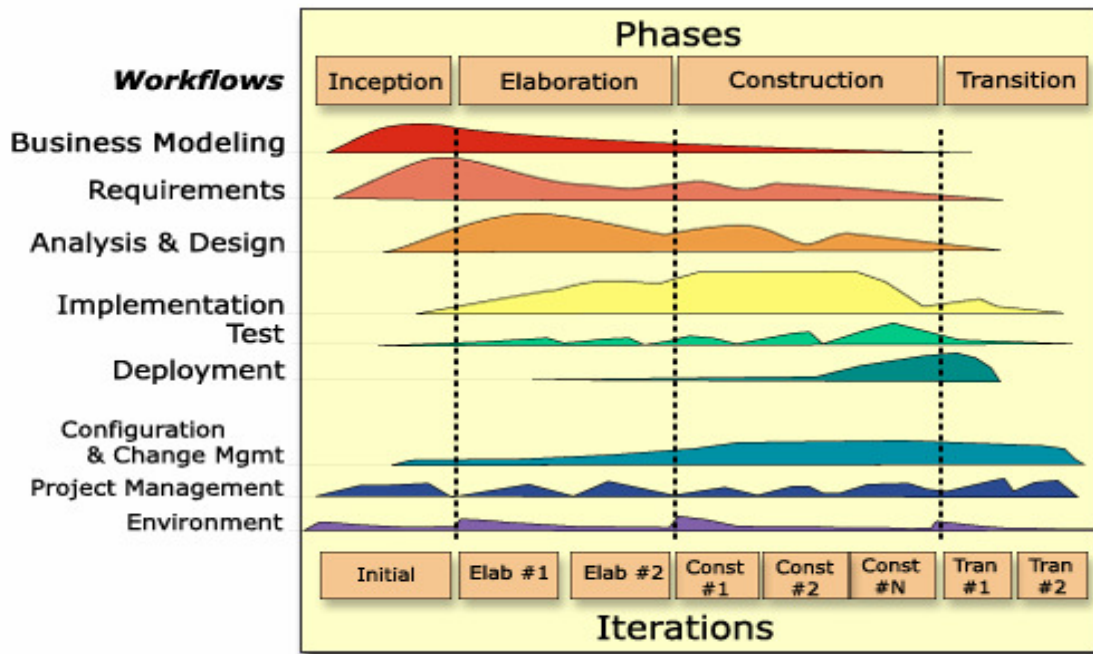 Phases
Workflows
Inception
Elaboration
Construction
Transition
Business Modeling
Requirements
Analysis & Design
Implementation
Test
Deployment
Configuration
& Change Mgmt
Project Management
Environment
Initial
Elab #1
Elab #2
Const
#1
Const
#2
Const
#N
Tran
#1
Tran
#2
Iterations